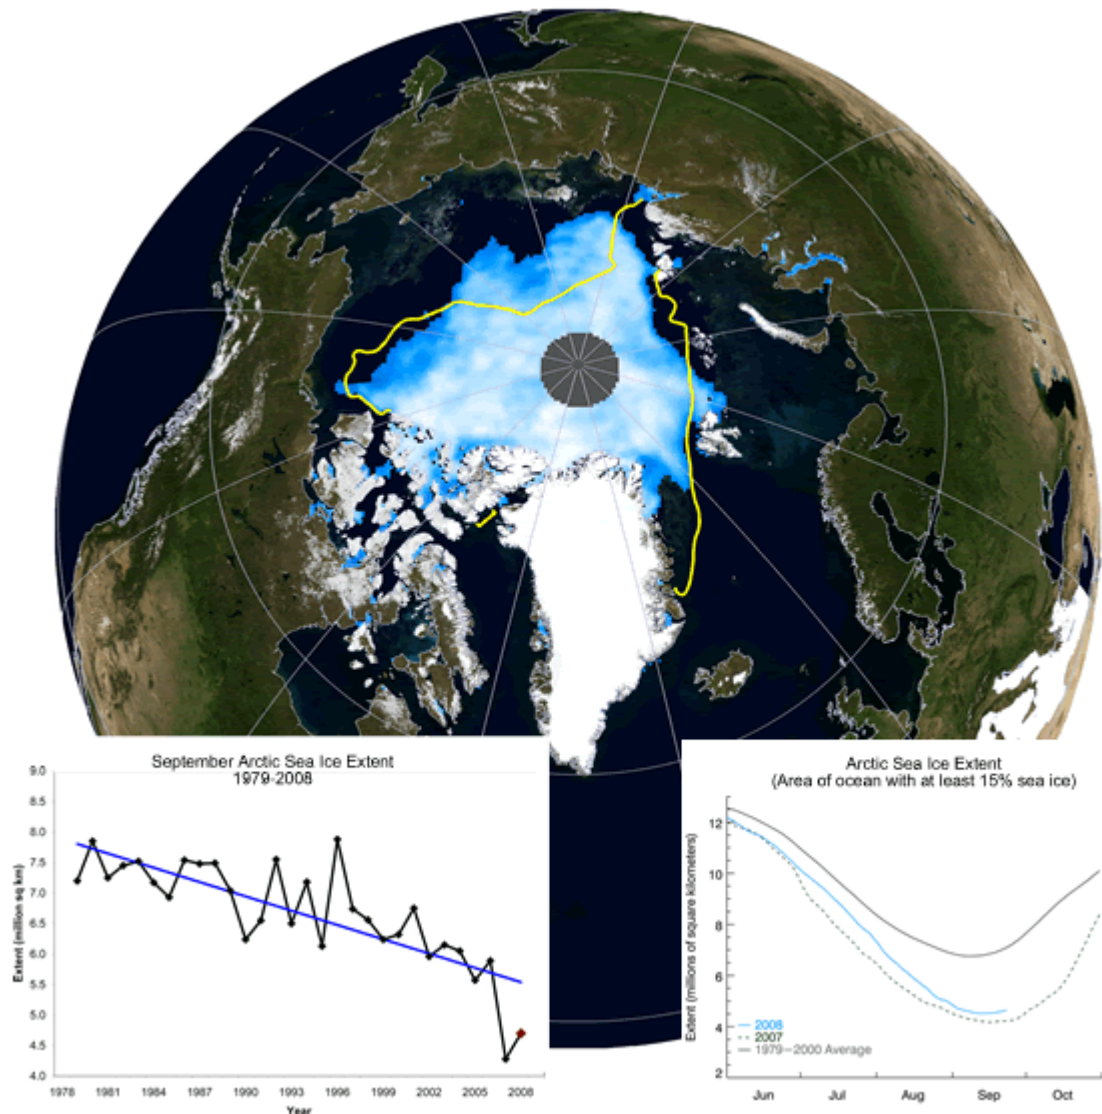 September Arctic Sea Ice Extent
1979-2008
Extent (million sq km)
9.0
8.5
8.0
7.5
7.0
6.5
6.0
5.5
5.0
4.5
4.0
1978 1981 1984 1987 1990 1993 1996 1999 2002 2005 2008
Year
Arctic Sea Ice Extent
(Area of ocean with at least 15% sea ice)
Extent (millions of square kilometers)
12
10
8
6
4
2
2008
2007
1979−2000 Average
Jun Jul Aug Sep Oct